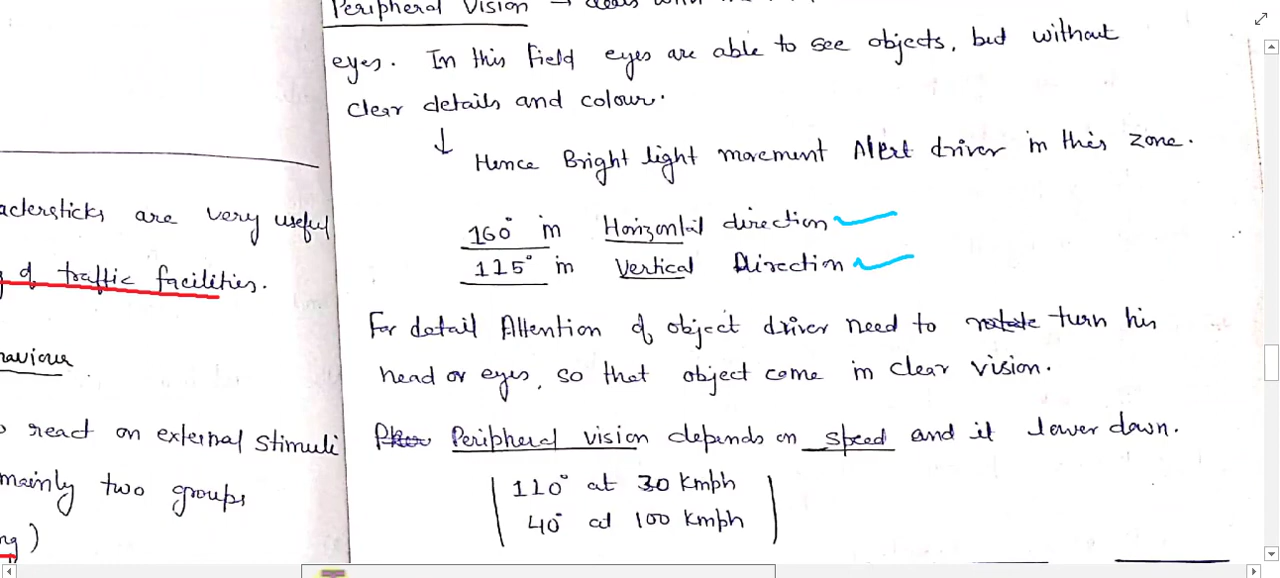 Peripheral Vision →
eyes. In this field eyes are able to see objects, but without
clear details and colour.
↓ Hence Bright light movement Alert driver in this zone.
160° in Horizontal direction
115° in Vertical Direction
For detail Attention of object driver need to turn his
head or eyes, so that object come in clear vision.
Peripheral vision depends on speed and it lower down.
110° at 30 kmph
40° at 100 kmph
actersticks are very useful
g of traffic facilities.
haviour
o react on external stimuli
mainly two groups
ng)